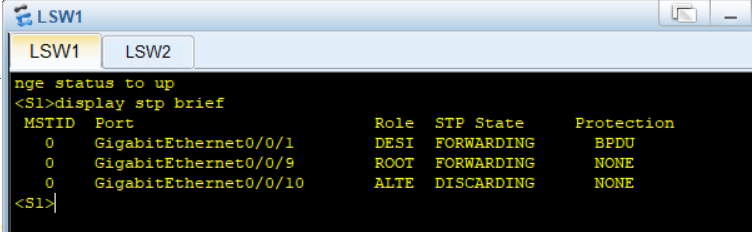 LSW1
LSW1 LSW2
nge status to up
<S1>display stp brief
MSTID Port Role STP State Protection
0 GigabitEthernet0/0/1 DESI FORWARDING BPDU
0 GigabitEthernet0/0/9 ROOT FORWARDING NONE
0 GigabitEthernet0/0/10 ALTE DISCARDING NONE
<S1>